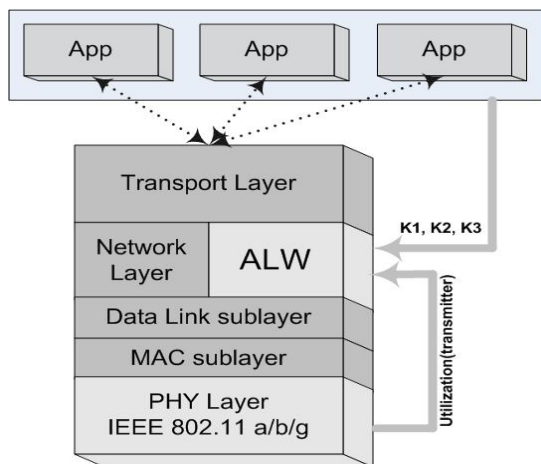 App
App
App
Transport Layer
K1, K2, K3
Network
Layer
ALW
Data Link sublayer
MAC sublayer
PHY Layer
IEEE 802.11 a/b/g
Utilization(transmitter)